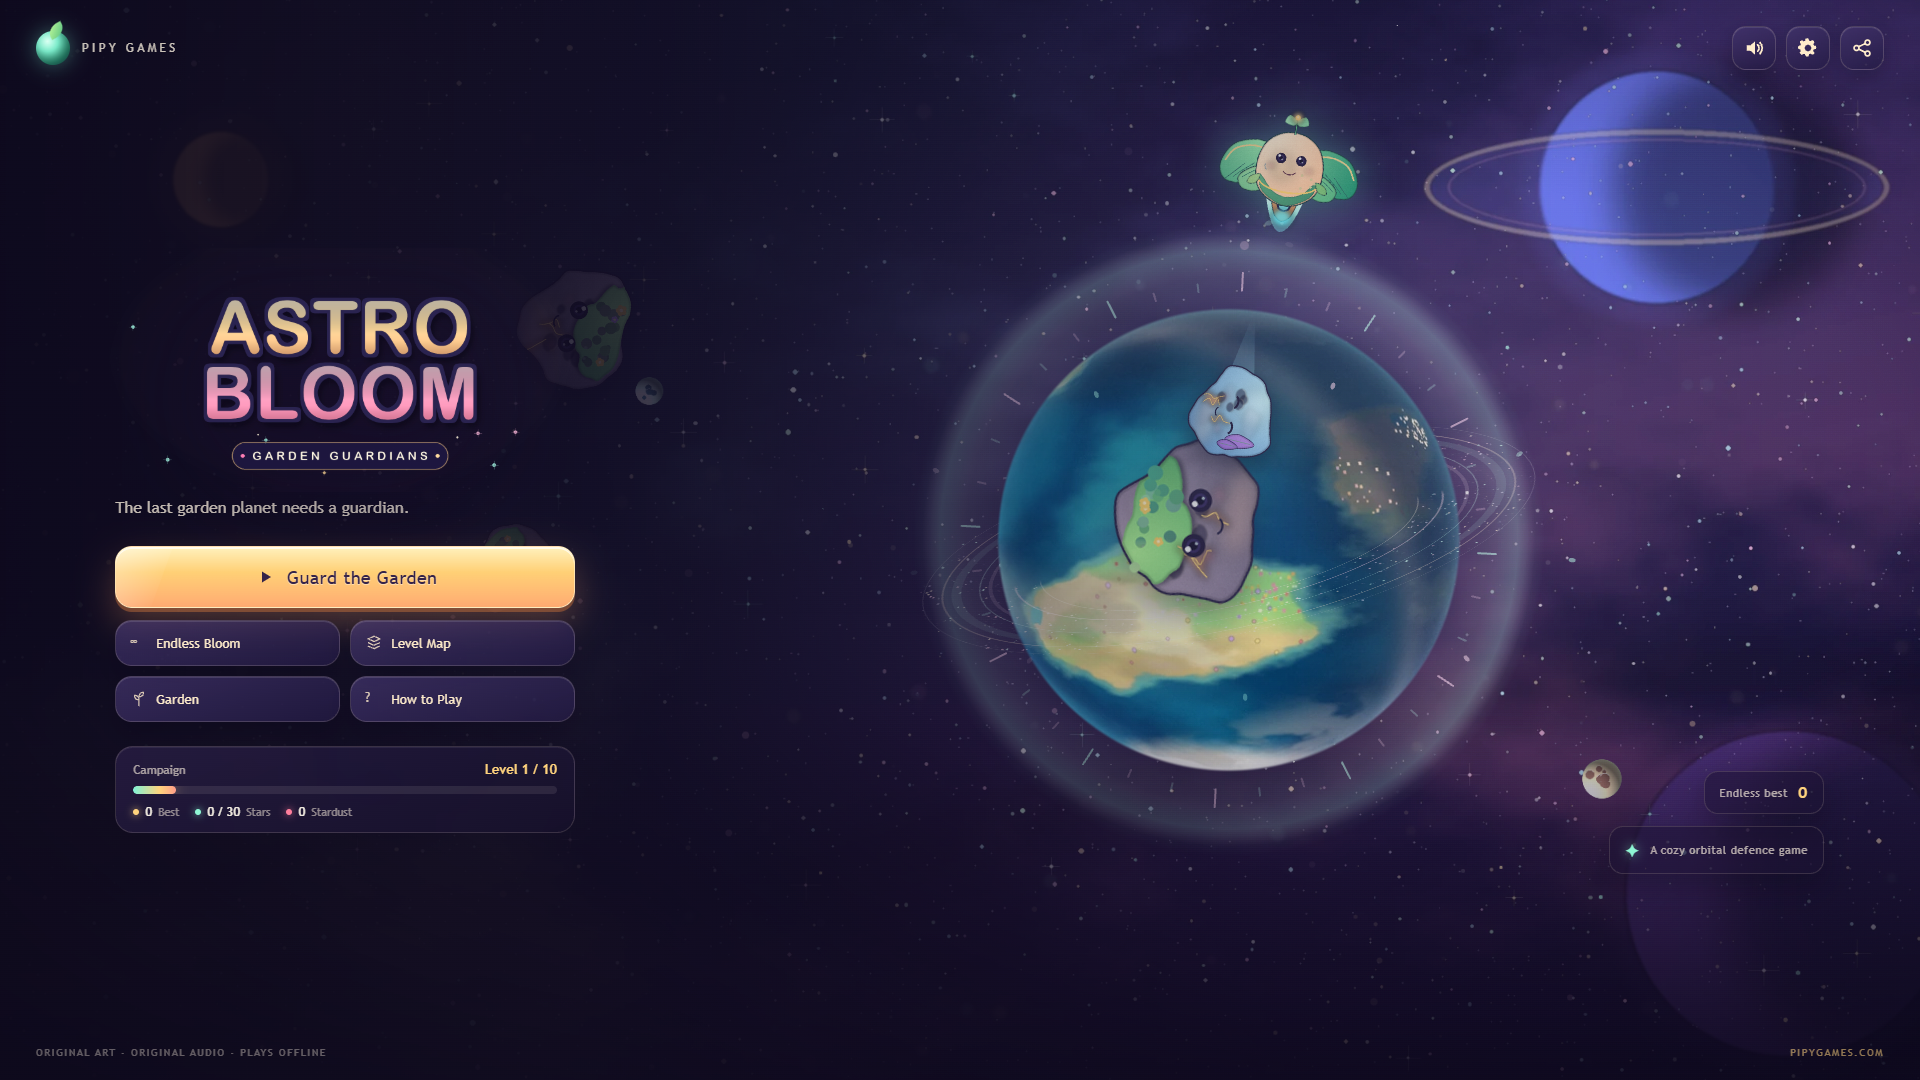 PIPY GAMES
ASTRO
BLOOM
GARDEN GUARDIANS
The last garden planet needs a guardian.
Guard the Garden
Endless Bloom
Level Map
Garden
? How to Play
Campaign
Level 1 / 10
0 Best 0 / 30 Stars 0 Stardust
Endless best 0
A cozy orbital defence game
ORIGINAL ART · ORIGINAL AUDIO · PLAYS OFFLINE
PIPYGAMES.COM